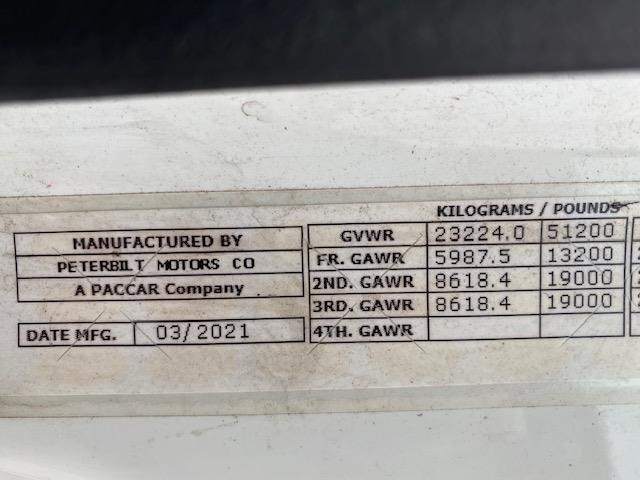 KILOGRAMS / POUNDS
MANUFACTURED BY
PETERBILT MOTORS CO
A PACCAR Company
DATE MFG. 03/2021
GVWR 23224.0 51200
FR. GAWR 5987.5 13200
2ND. GAWR 8618.4 19000
3RD. GAWR 8618.4 19000
4TH. GAWR